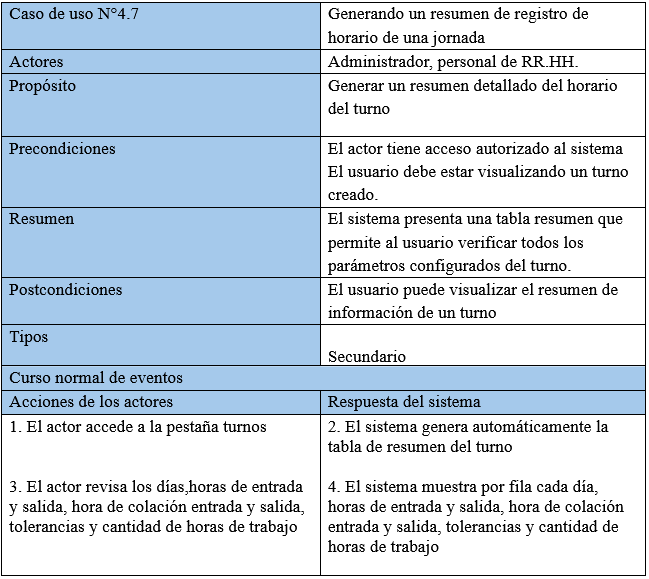 Caso de uso N°4.7
Generando un resumen de registro de
horario de una jornada
Actores
Administrador, personal de RR.HH.
Propósito
Generar un resumen detallado del horario
del turno
Precondiciones
El actor tiene acceso autorizado al sistema
El usuario debe estar visualizando un turno
creado.
Resumen
El sistema presenta una tabla resumen que
permite al usuario verificar todos los
parámetros configurados del turno.
Postcondiciones
El usuario puede visualizar el resumen de
información de un turno
Tipos
Secundario
Curso normal de eventos
Acciones de los actores
Respuesta del sistema
1. El actor accede a la pestaña turnos
2. El sistema genera automáticamente la
tabla de resumen del turno
3. El actor revisa los días,horas de entrada
y salida, hora de colación entrada y salida,
tolerancias y cantidad de horas de trabajo
4. El sistema muestra por fila cada día,
horas de entrada y salida, hora de colación
entrada y salida, tolerancias y cantidad de
horas de trabajo